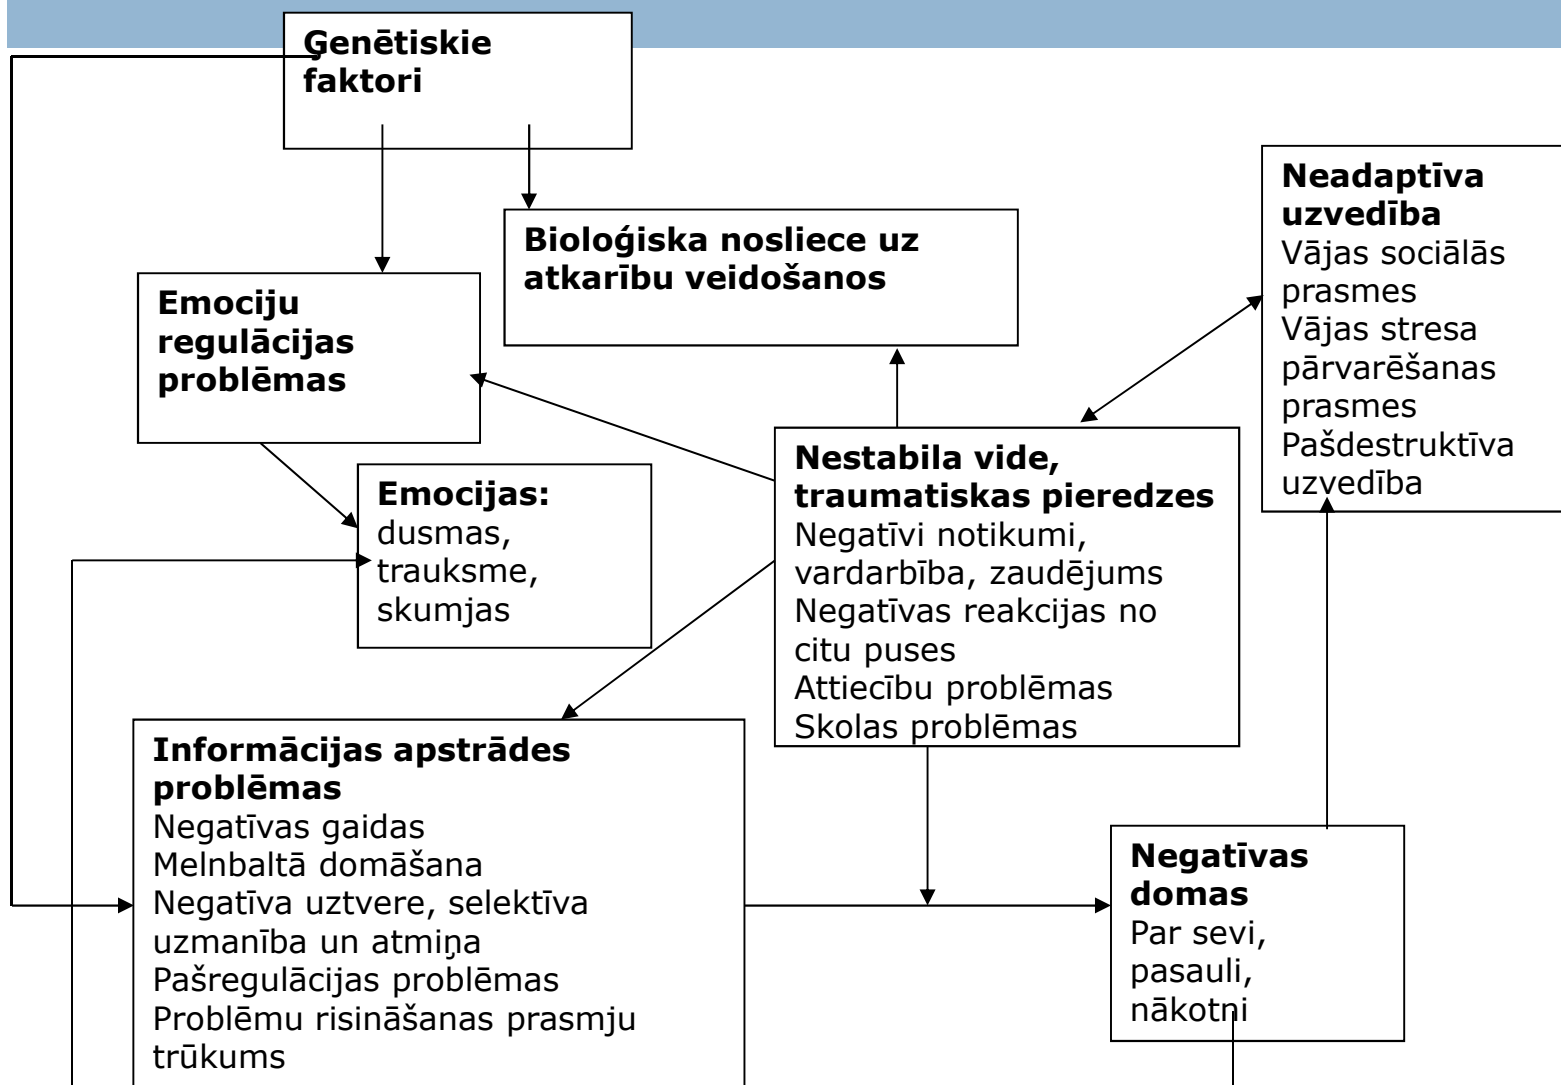 Ģenētiskie
faktori
Bioloģiska nosliece uz
atkarību veidošanos
Neadaptīva
uzvedība
Vājas sociālās
prasmes
Vājas stresa
pārvarēšanas
prasmes
Pašdestruktīva
uzvedība
Emociju
regulācijas
problēmas
Emocijas:
dusmas,
trauksme,
skumjas
Nestabila vide,
traumatiskas pieredzes
Negatīvi notikumi,
vardarbība, zaudējums
Negatīvas reakcijas no
citu puses
Attiecību problēmas
Skolas problēmas
Informācijas apstrādes
problēmas
Negatīvas gaidas
Melnbaltā domāšana
Negatīva uztvere, selektīva
uzmanība un atmiņa
Pašregulācijas problēmas
Problēmu risināšanas prasmju
trūkums
Negatīvas
domas
Par sevi,
pasauli,
nākotni